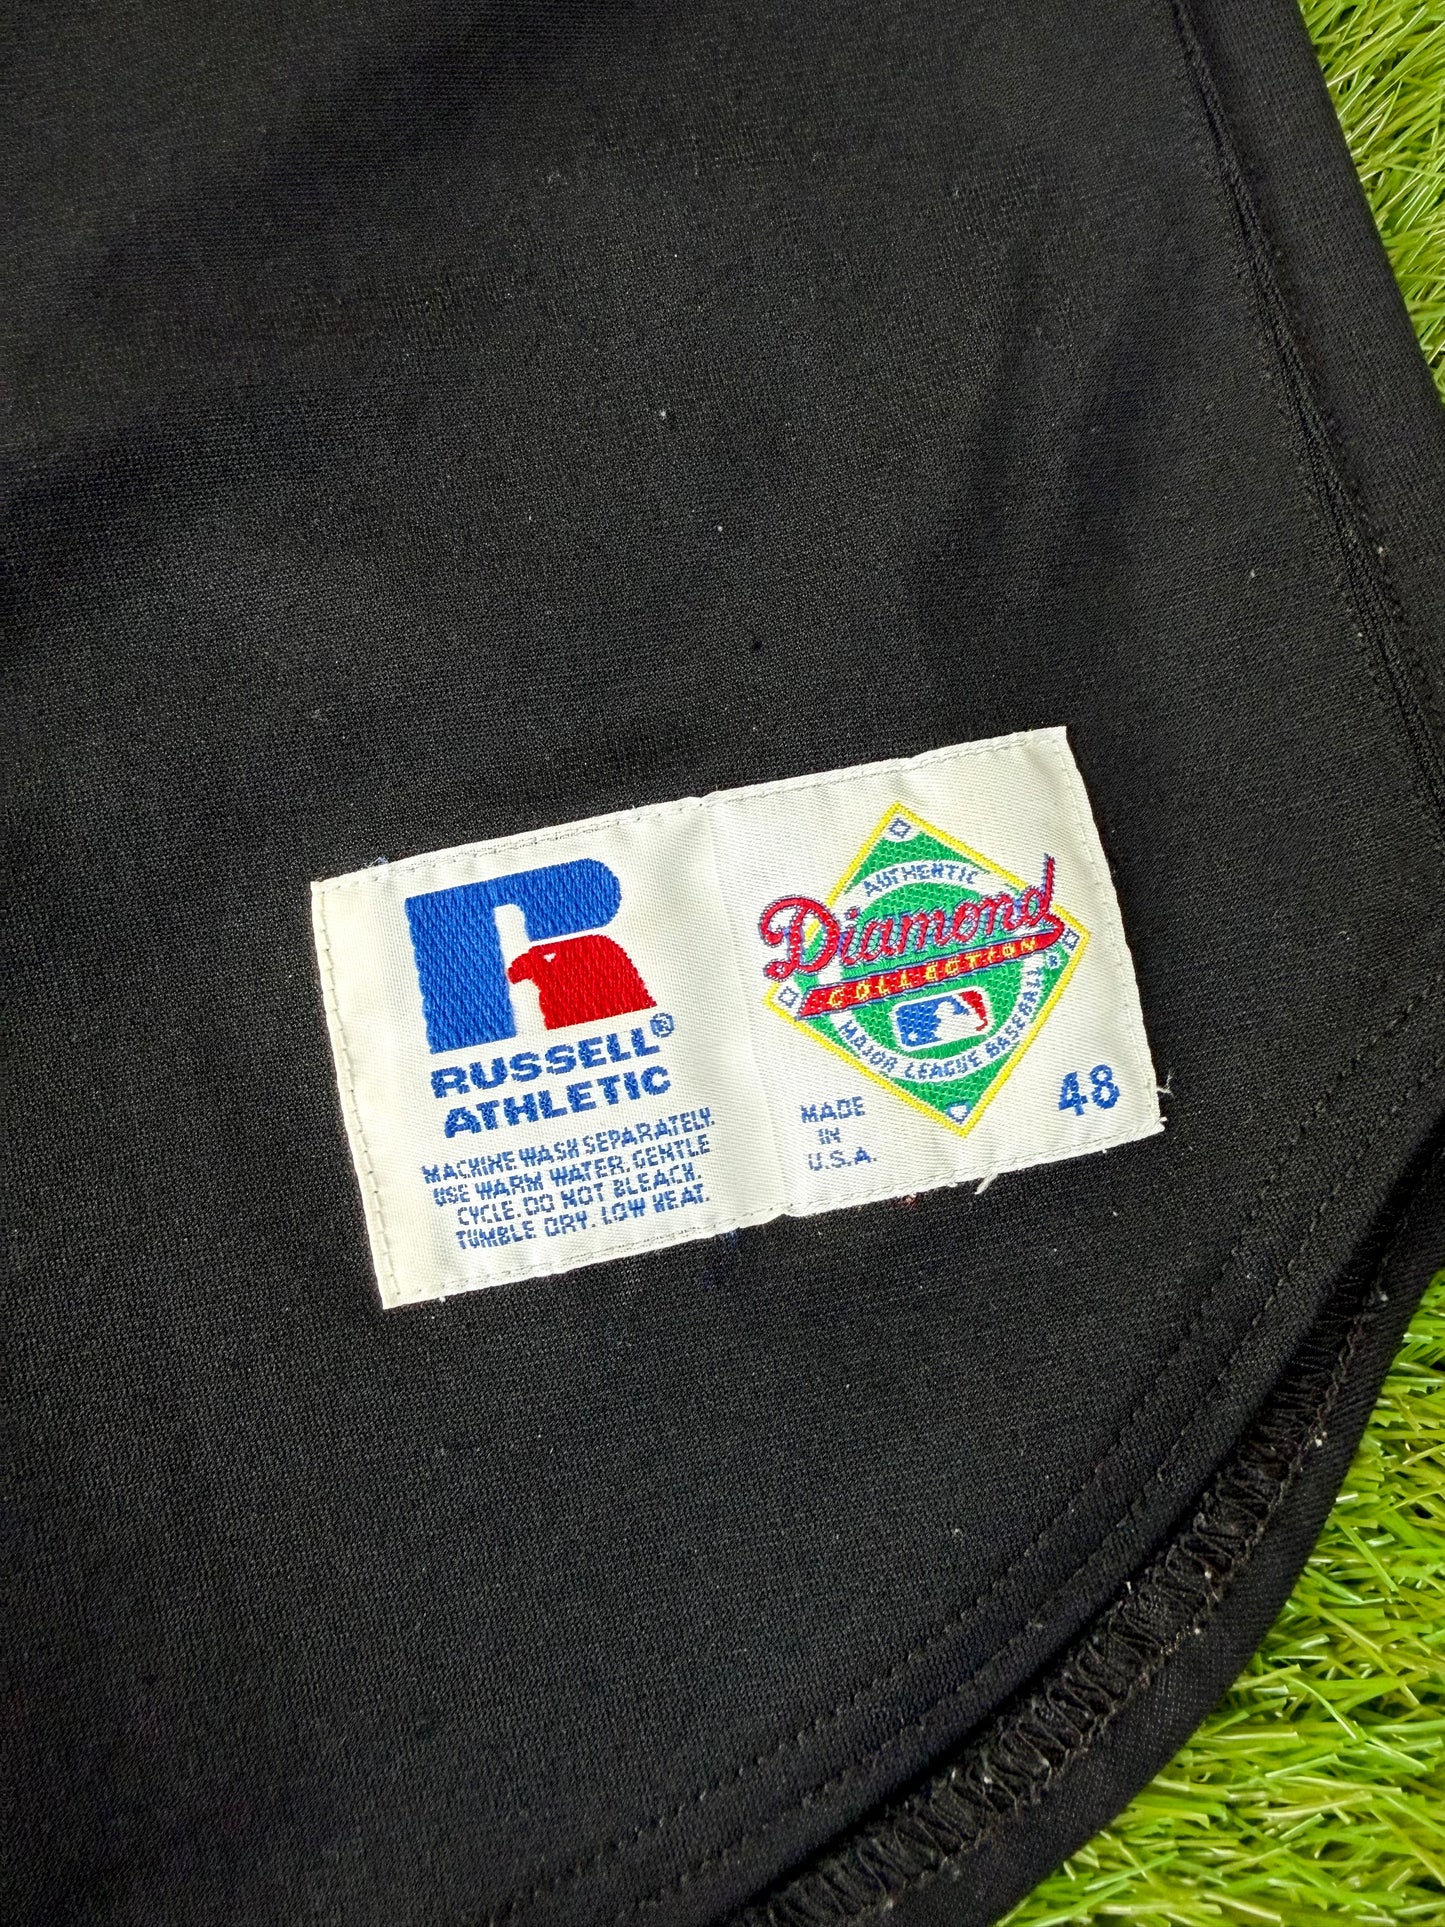 RUSSELL®
ATHLETIC
MACHINE WASH SEPARATELY.
USE WARM WATER. GENTLE
CYCLE. DO NOT BLEACH.
TUMBLE DRY. LOW HEAT.
AUTHENTIC
Diamond
COLLECTION
®
MAJOR LEAGUE BASEBALL
MADE
IN
U.S.A.
48